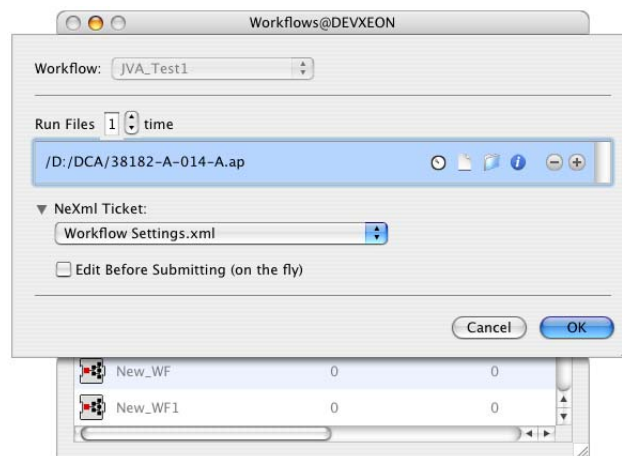 Workflows@DEVXEON
Workflow: JVA_Test1
Run Files 1 time
/D:/DCA/38182-A-014-A.ap
NeXml Ticket:
Workflow Settings.xml
Edit Before Submitting (on the fly)
Cancel OK
New_WF 0 0
New_WF1 0 0